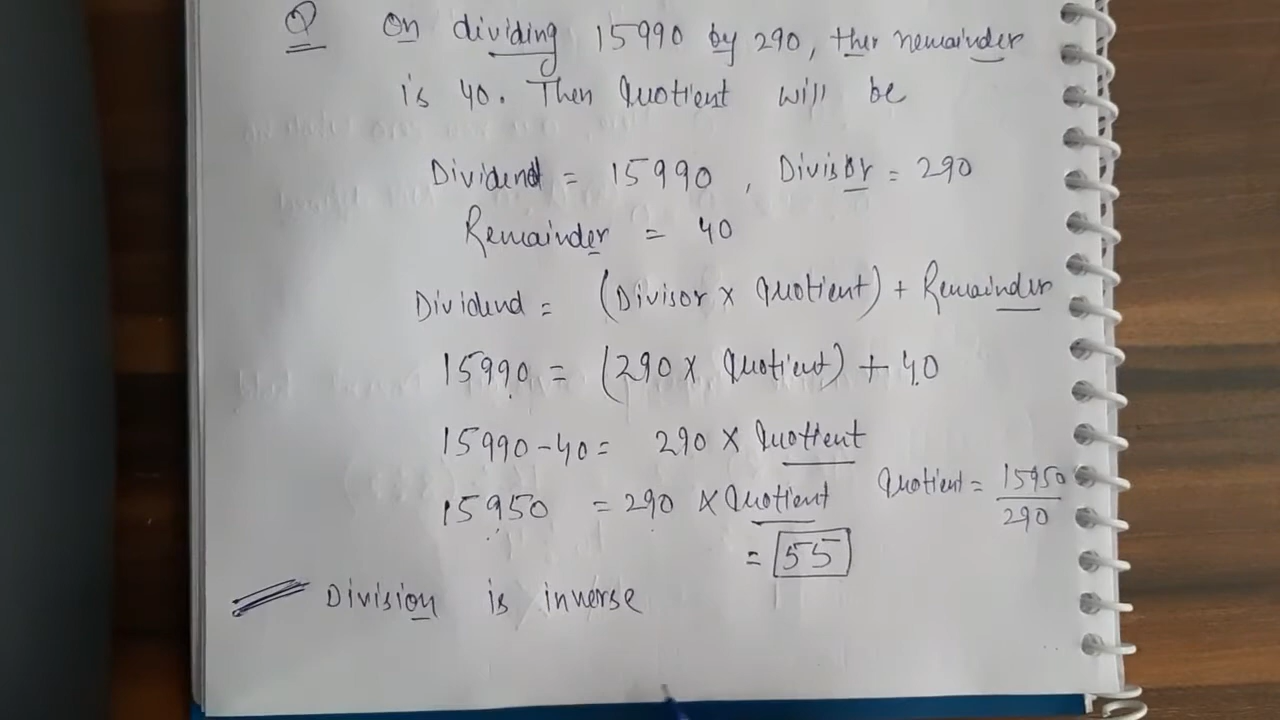 Q On dividing 15990 by 290, ther remainder
is 40. Then Quotient will be
Dividend = 15990, Divisor = 290
Remainder = 40
Dividend = (Divisor × Quotient) + Remainder
15990 = (290 × Quotient) + 40
15990 - 40 = 290 × Quotient
15950 = 290 × Quotient
Quotient = 15950/290
= 55
Division is inverse